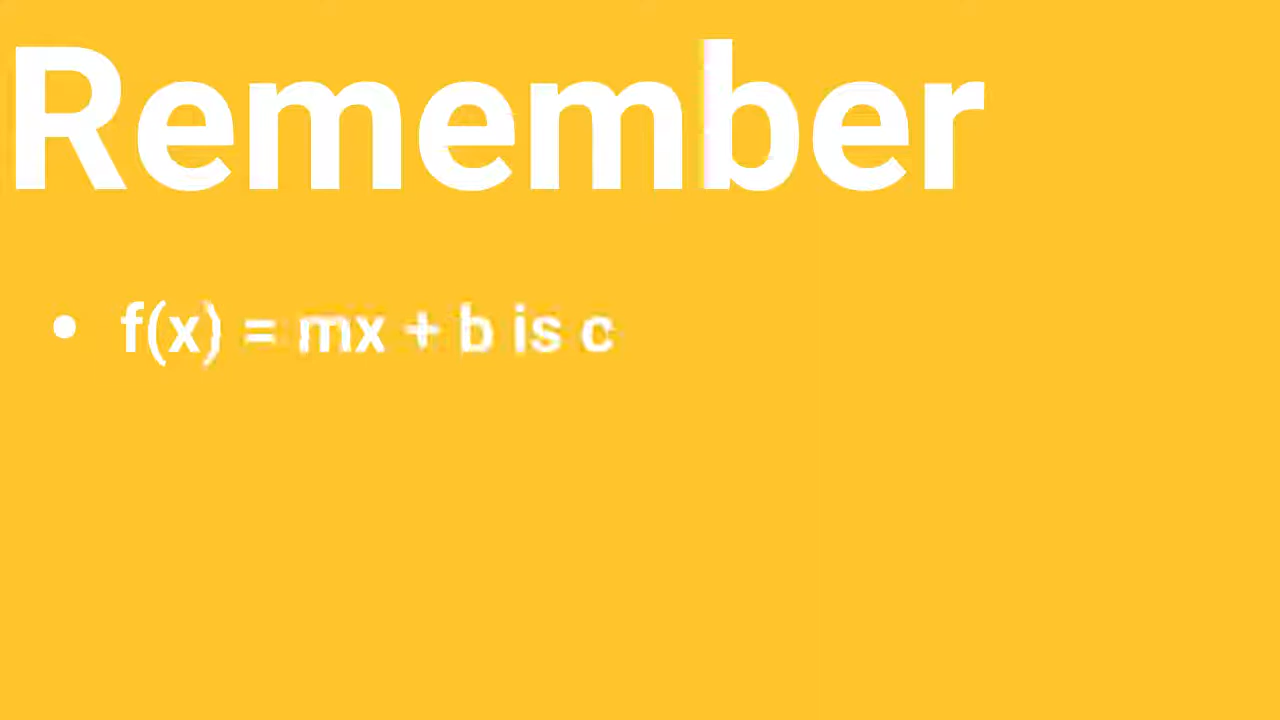 Remember
• f(x) = mx + b is c